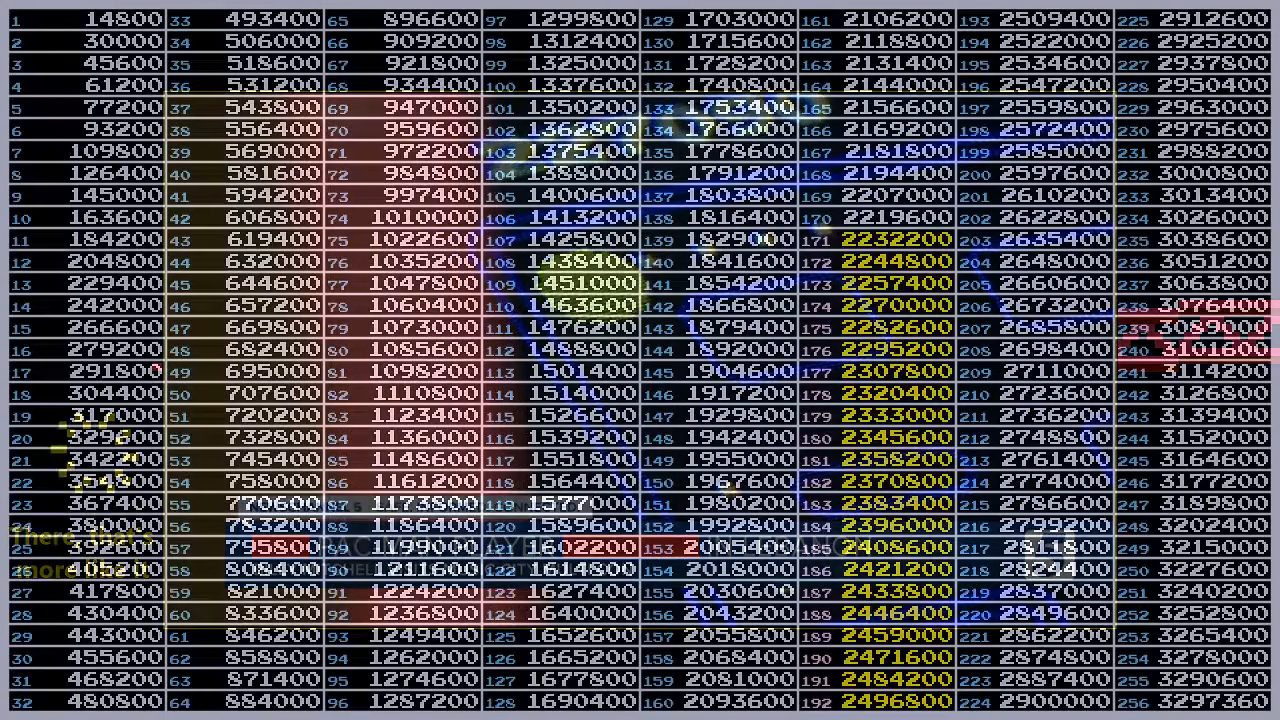 1 14800 33 493400 65 896600 97 1299800 129 1703000 161 2106200 193 2509400 225 2912600
2 30000 34 506000 66 909200 98 1312400 130 1715600 162 2118800 194 2522000 226 2925200
3 45600 35 518600 67 921800 99 1325000 131 1728200 163 2131400 195 2534600 227 2937800
4 61200 36 531200 68 934400 100 1337600 132 1740800 164 2144000 196 2547200 228 2950400
5 77200 37 543800 69 947000 101 1350200 133 1753400 165 2156600 197 2559800 229 2963000
6 93200 38 556400 70 959600 102 1362800 134 1766000 166 2169200 198 2572400 230 2975600
7 109800 39 569000 71 972200 103 1375400 135 1778600 167 2181800 199 2585000 231 2988200
8 126400 40 581600 72 984800 104 1388000 136 1791200 168 2194400 200 2597600 232 3000800
9 145000 41 594200 73 997400 105 1400600 137 1803800 169 2207000 201 2610200 233 3013400
10 163600 42 606800 74 1010000 106 1413200 138 1816400 170 2219600 202 2622800 234 3026000
11 184200 43 619400 75 1022600 107 1425800 139 1829000 171 2232200 203 2635400 235 3038600
12 204800 44 632000 76 1035200 108 1438400 140 1841600 172 2244800 204 2648000 236 3051200
13 229400 45 644600 77 1047800 109 1451000 141 1854200 173 2257400 205 2660600 237 3063800
14 242000 46 657200 78 1060400 110 1463600 142 1866800 174 2270000 206 2673200 238 3076400
15 266600 47 669800 79 1073000 111 1476200 143 1879400 175 2282600 207 2685800 239 3089000
16 279200 48 682400 80 1085600 112 1488800 144 1892000 176 2295200 208 2698400 240 3101600
17 291800 49 695000 81 1098200 113 1501400 145 1904600 177 2307800 209 2711000 241 3114200
18 304400 50 707600 82 1110800 114 1514000 146 1917200 178 2320400 210 2723600 242 3126800
19 317000 51 720200 83 1123400 115 1526600 147 1929800 179 2333000 211 2736200 243 3139400
20 329600 52 732800 84 1136000 116 1539200 148 1942400 180 2345600 212 2748800 244 3152000
21 342200 53 745400 85 1148600 117 1551800 149 1955000 181 2358200 213 2761400 245 3164600
22 354800 54 758000 86 1161200 118 1564400 150 1967600 182 2370800 214 2774000 246 3177200
23 367400 55 770600 87 1173800 119 1577000 151 1980200 183 2383400 215 2786600 247 3189800
24 380000 56 783200 88 1186400 120 1589600 152 1992800 184 2396000 216 2799200 248 3202400
25 392600 57 795800 89 1199000 121 1602200 153 2005400 185 2408600 217 2811800 249 3215000
26 405200 58 808400 90 1211600 122 1614800 154 2018000 186 2421200 218 2824400 250 3227600
27 417800 59 821000 91 1224200 123 1627400 155 2030600 187 2433800 219 2837000 251 3240200
28 430400 60 833600 92 1236800 124 1640000 156 2043200 188 2446400 220 2849600 252 3252800
29 443000 61 846200 93 1249400 125 1652600 157 2055800 189 2459000 221 2862200 253 3265400
30 455600 62 858800 94 1262000 126 1665200 158 2068400 190 2471600 222 2874800 254 3278000
31 468200 63 871400 95 1274600 127 1677800 159 2081000 191 2484200 223 2887400 255 3290600
32 480800 64 884000 96 1287200 128 1690400 160 2093600 192 2496800 224 2900000 256 3297360
There, that's
more like it